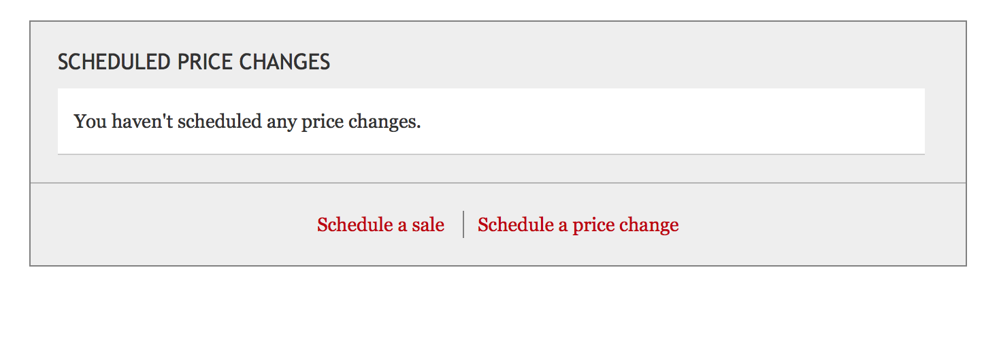 SCHEDULED PRICE CHANGES
You haven't scheduled any price changes.
Schedule a sale
Schedule a price change